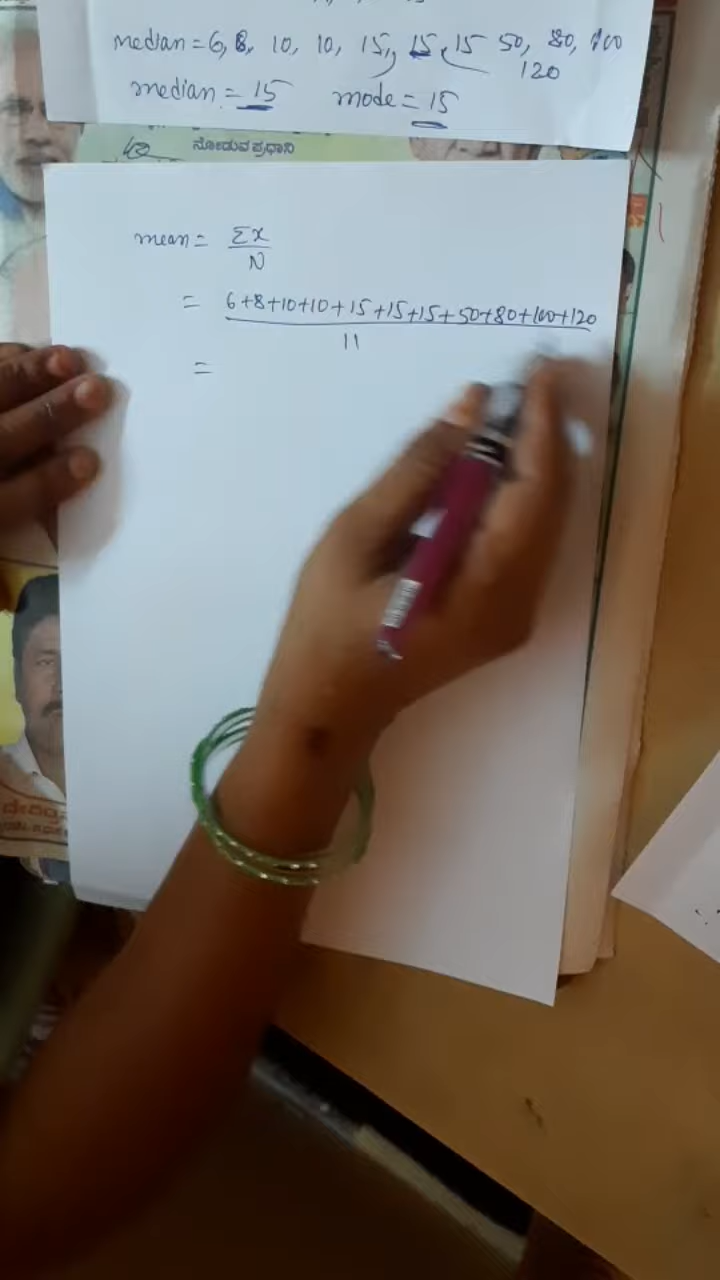 median = 6, 8, 10, 10, 15, 15, 15 50, 80, 100
120
median = 15 mode = 15
ನೋಡುವ ಪ್ರಧಾನಿ
mean = Σx
N
= 6+8+10+10+15+15+15+50+80+100+120
11
=